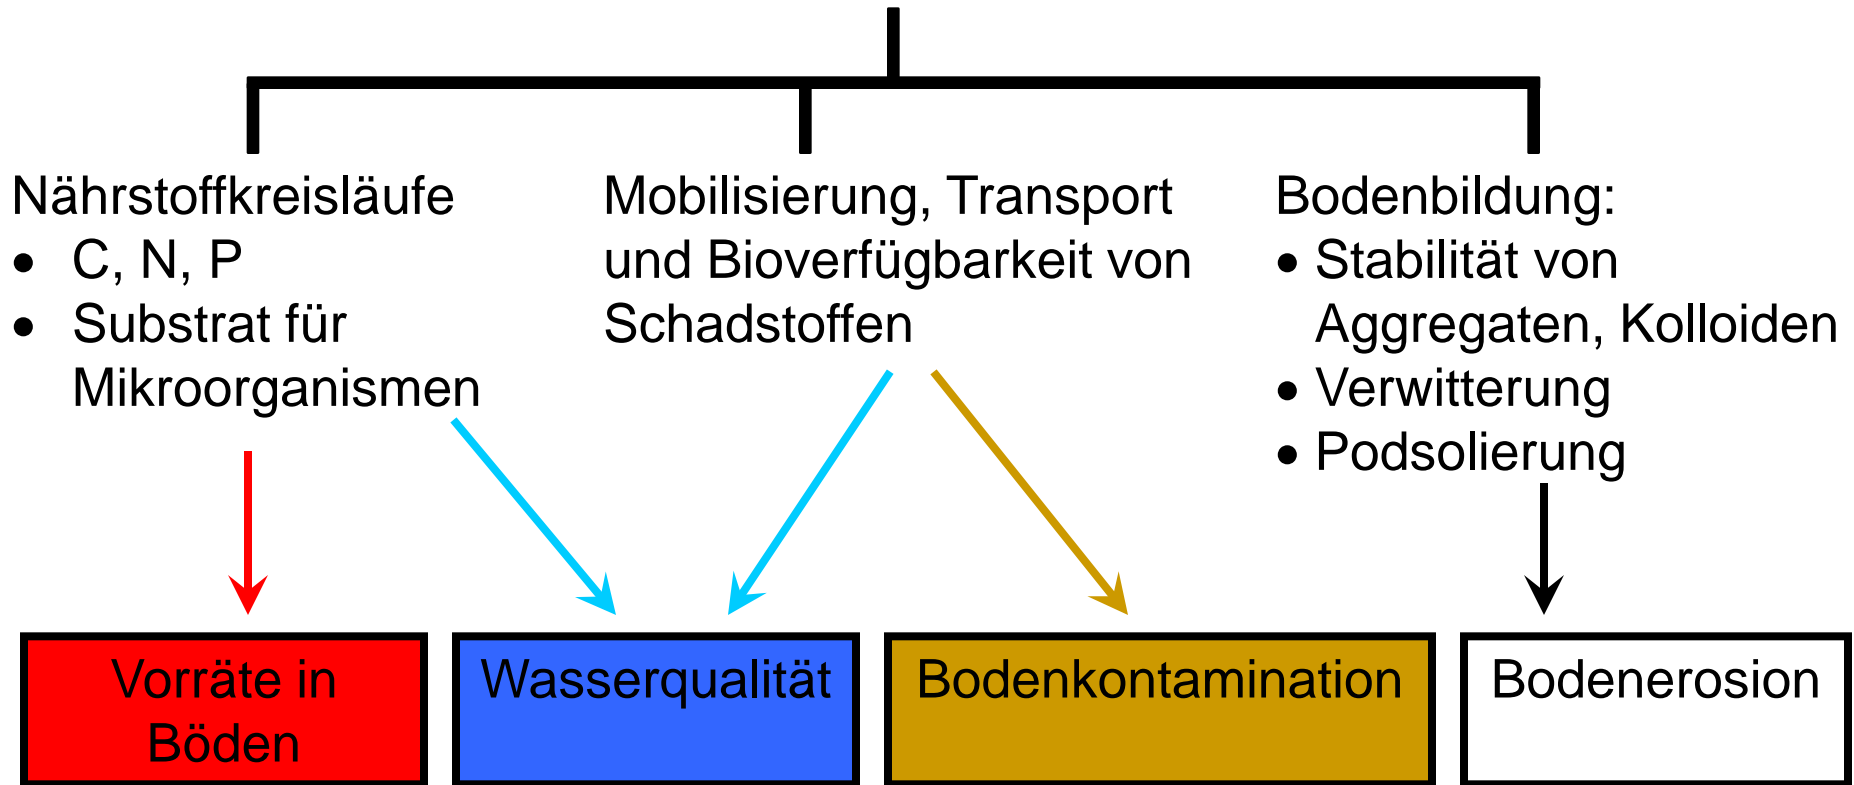 Nährstoffkreisläufe
• C, N, P
• Substrat für
Mikroorganismen
Mobilisierung, Transport
und Bioverfügbarkeit von
Schadstoffen
Bodenbildung:
• Stabilität von
Aggregaten, Kolloiden
• Verwitterung
• Podsolierung
Vorräte in
Böden
Wasserqualität
Bodenkontamination
Bodenerosion